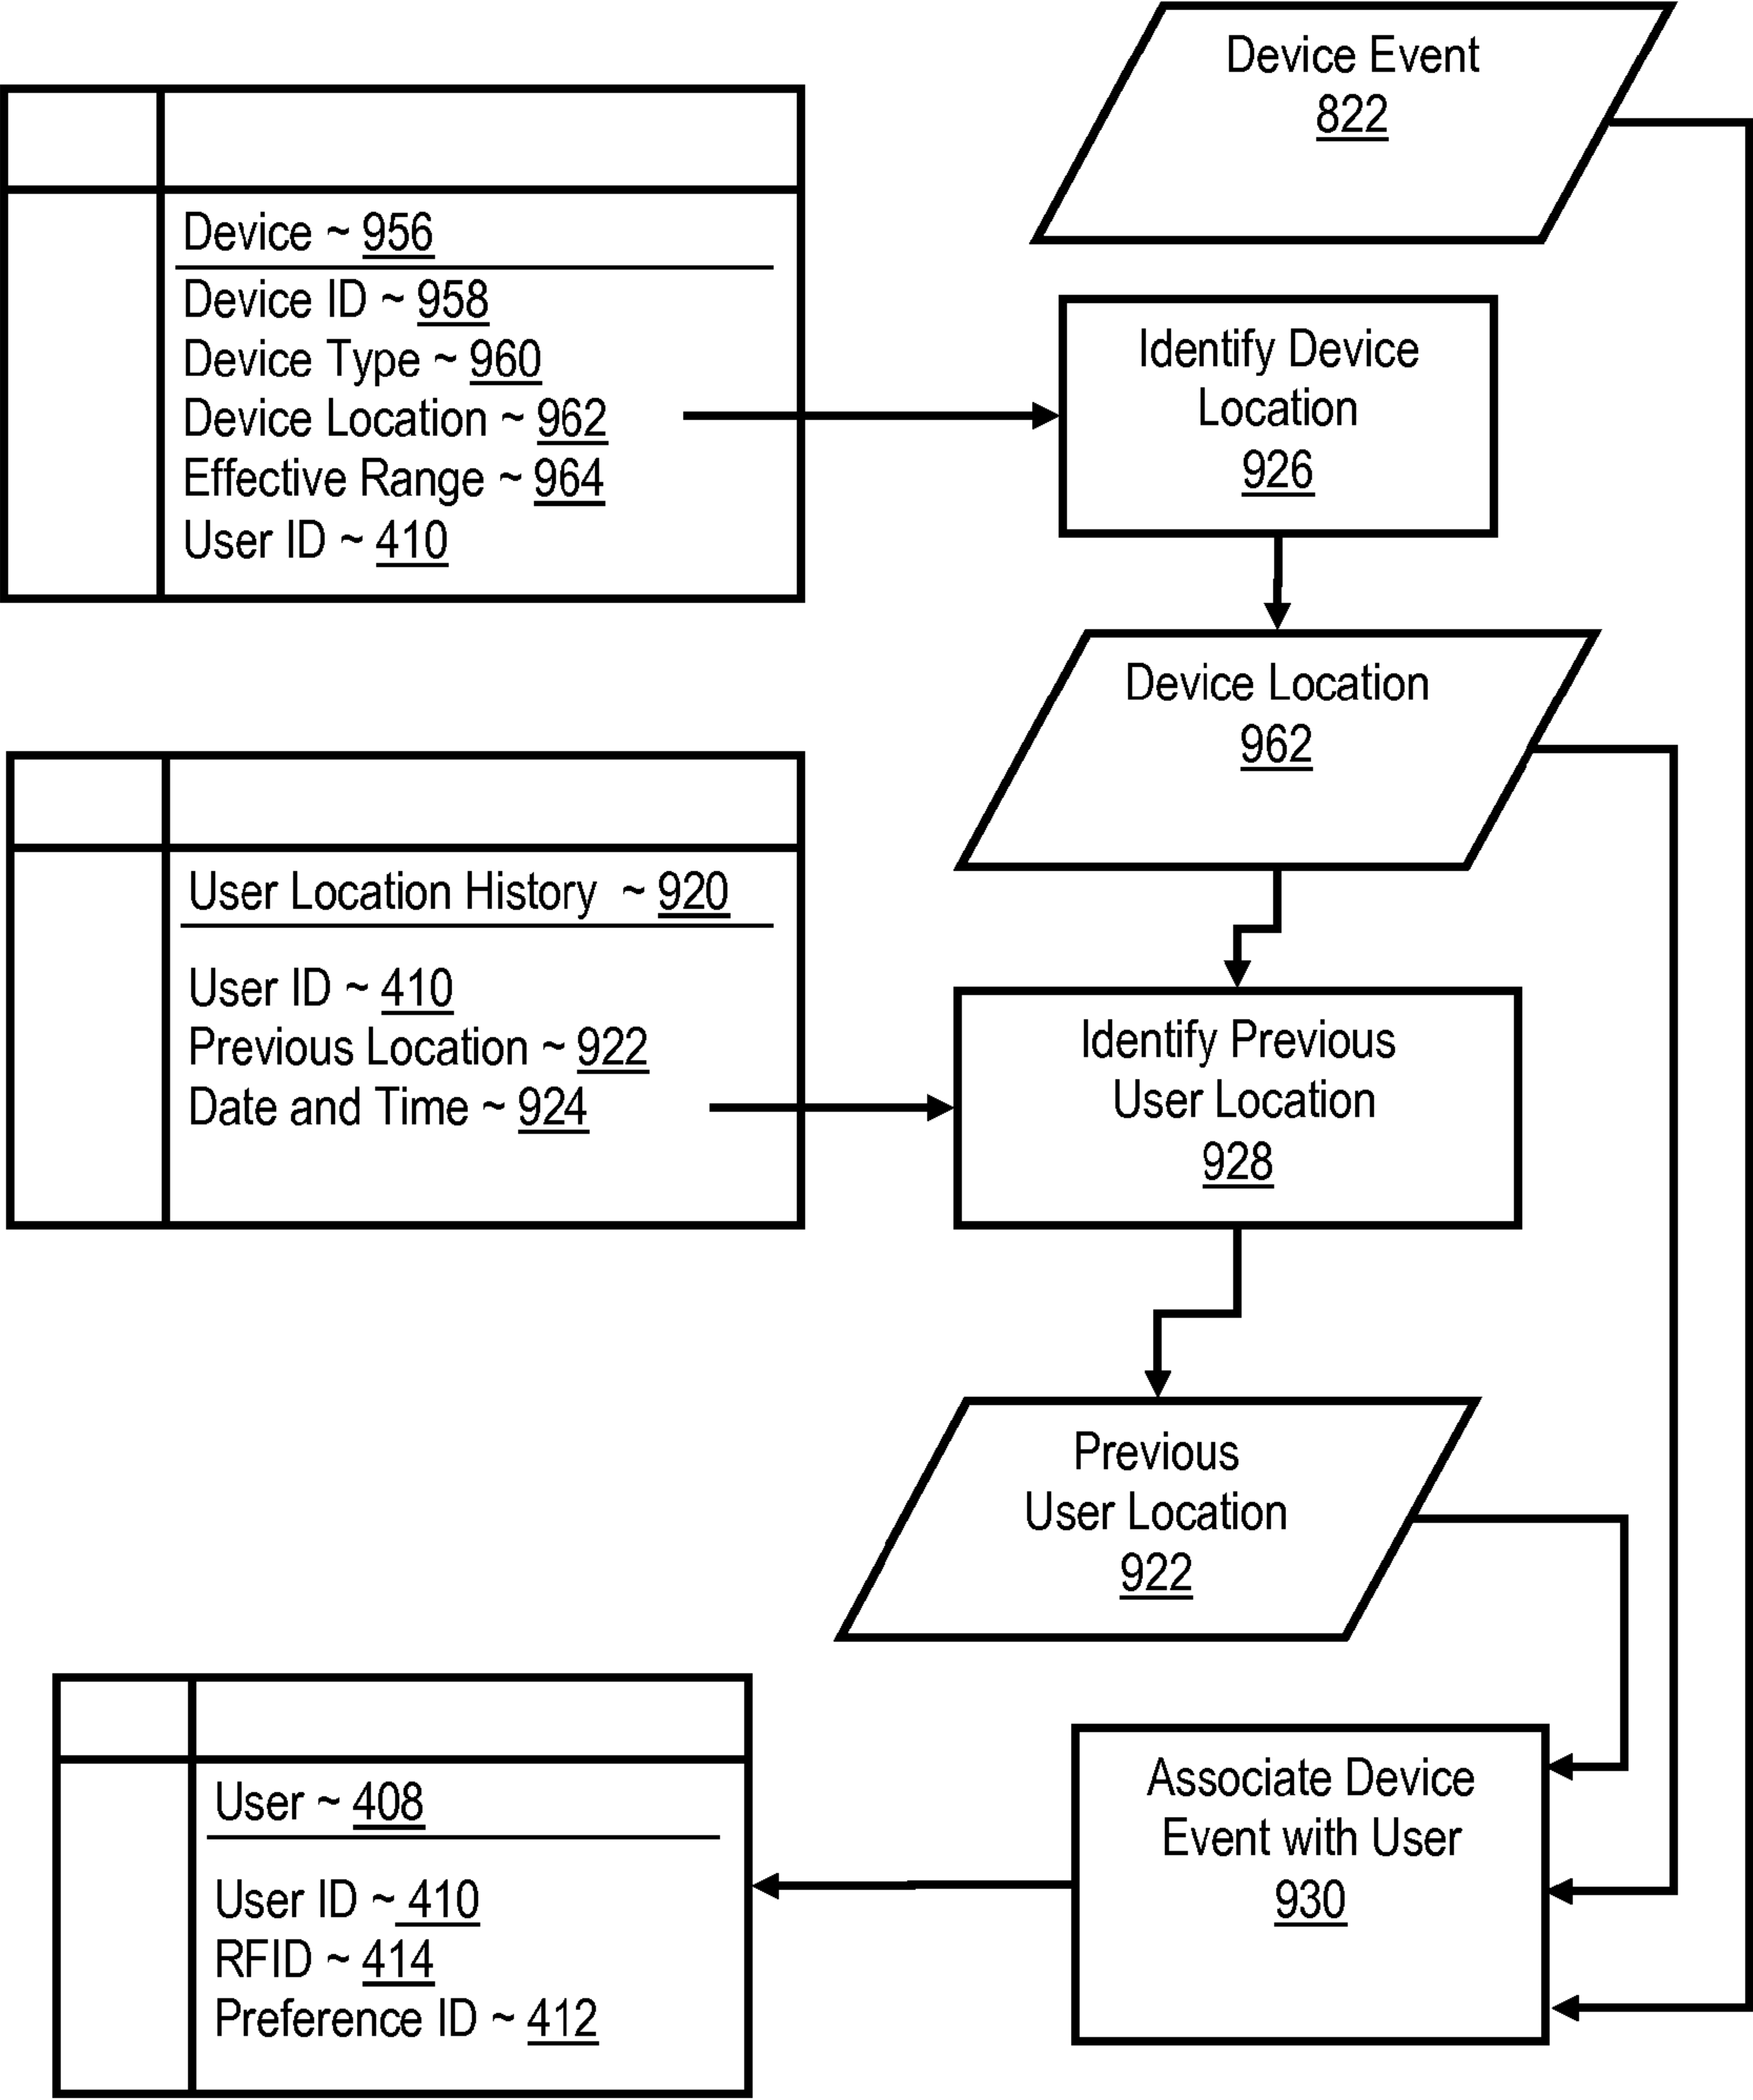 Device Event
822
Device ~ 956
Device ID ~ 958
Device Type ~ 960
Device Location ~ 962
Effective Range ~ 964
User ID ~ 410
Identify Device
Location
926
Device Location
962
User Location History ~ 920
User ID ~ 410
Previous Location ~ 922
Date and Time ~ 924
Identify Previous
User Location
928
Previous
User Location
922
User ~ 408
User ID ~ 410
RFID ~ 414
Preference ID ~ 412
Associate Device
Event with User
930